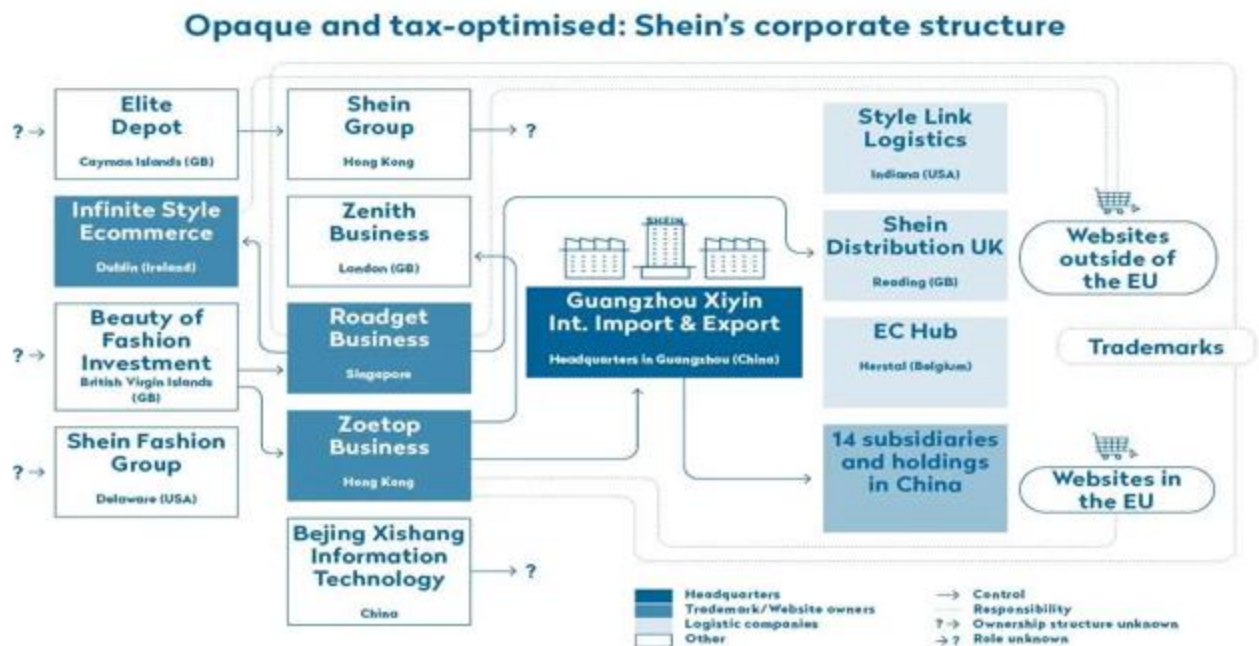 Opaque and tax-optimised: Shein's corporate structure
? →
Elite
Depot
Cayman Islands (GB)
Shein
Group
Hong Kong
?
Infinite Style
Ecommerce
Dublin (Ireland)
Zenith
Business
London (GB)
? →
Beauty of
Fashion
Investment
British Virgin Islands
(GB)
Roadget
Business
Singapore
? →
Shein Fashion
Group
Delaware (USA)
Zoetop
Business
Hong Kong
Bejing Xishang
Information
Technology
China
?
SHEIN
Guangzhou Xiyin
Int. Import & Export
Headquarters in Guangzhou (China)
Style Link
Logistics
Indiana (USA)
Shein
Distribution UK
Reading (GB)
EC Hub
Herstal (Belgium)
14 subsidiaries
and holdings
in China
Websites
outside of
the EU
Trademarks
Websites in
the EU
Headquarters
Trademark/Website owners
Logistic companies
Other
→ Control
Responsibility
? → Ownership structure unknown
→ ? Role unknown